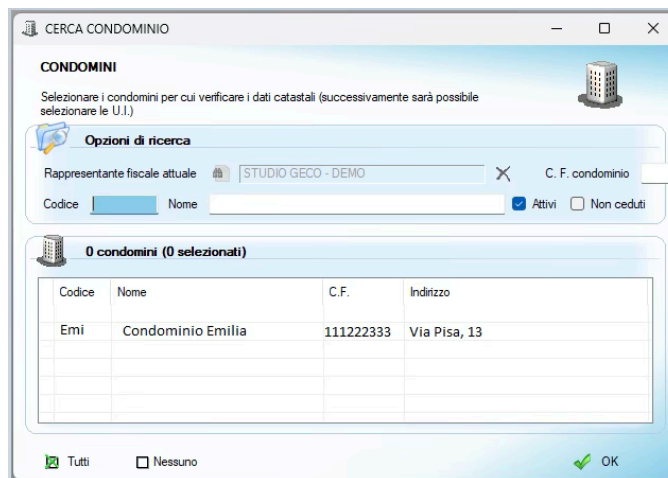 CERCA CONDOMINIO
CONDOMINI
Selezionare i condomini per cui verificare i dati catastali (successivamente sarà possibile
selezionare le U.I.)
Opzioni di ricerca
Rappresentante fiscale attuale STUDIO GECO - DEMO C. F. condominio
Codice Nome Attivi Non ceduti
0 condomini (0 selezionati)
Codice Nome C.F. Indirizzo
Emi Condominio Emilia 111222333 Via Pisa, 13
Tutti Nessuno OK